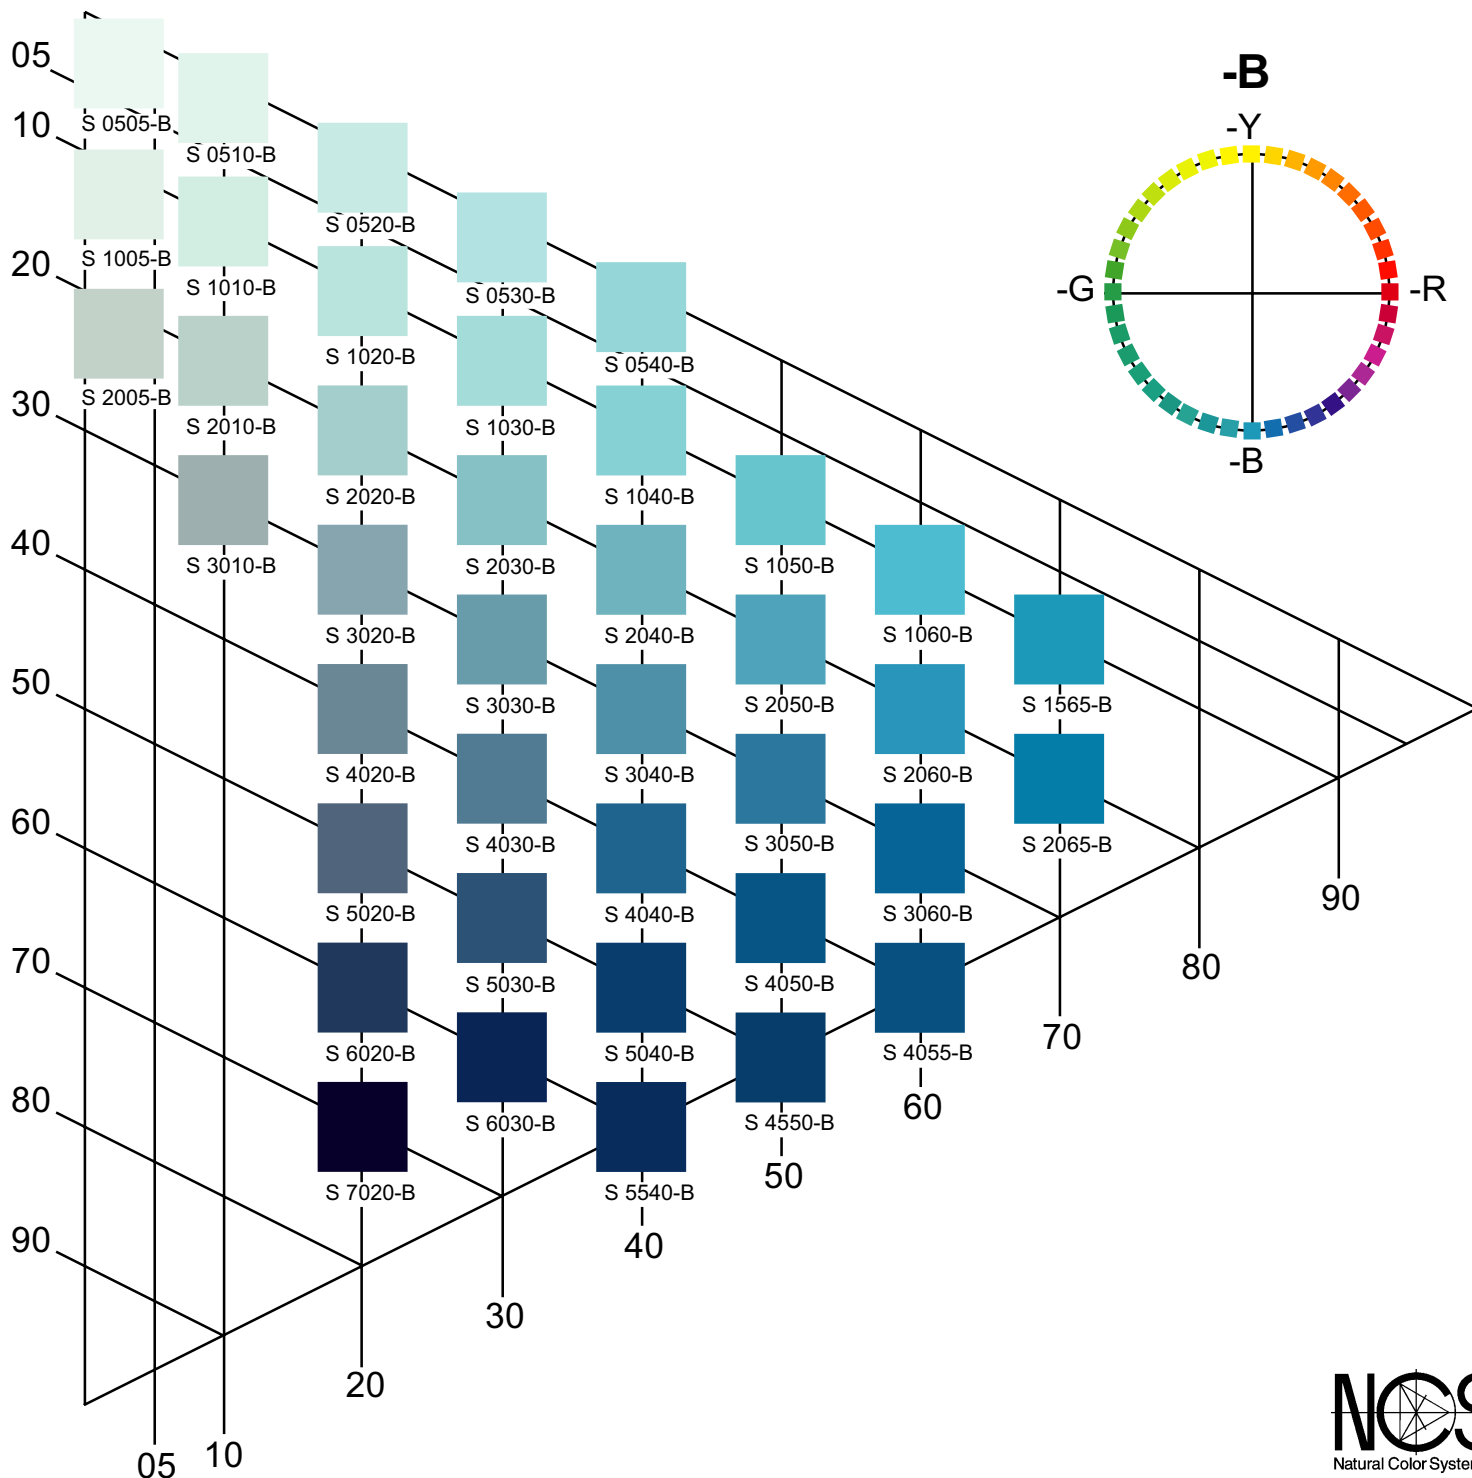 05
10
20
30
40
50
60
70
80
90
S 0505-B
S 0510-B
S 0520-B
S 0530-B
S 0540-B
S 1005-B
S 1010-B
S 1020-B
S 1030-B
S 1040-B
S 1050-B
S 1060-B
S 1565-B
S 2005-B
S 2010-B
S 2020-B
S 2030-B
S 2040-B
S 2050-B
S 2060-B
S 2065-B
S 3010-B
S 3020-B
S 3030-B
S 3040-B
S 3050-B
S 3060-B
S 4020-B
S 4030-B
S 4040-B
S 4050-B
S 4055-B
S 5020-B
S 5030-B
S 5040-B
S 4550-B
S 6020-B
S 6030-B
S 5540-B
S 7020-B
05
10
20
30
40
50
60
70
80
90
-B
-Y
-G
-R
-B
NCS
Natural Color System